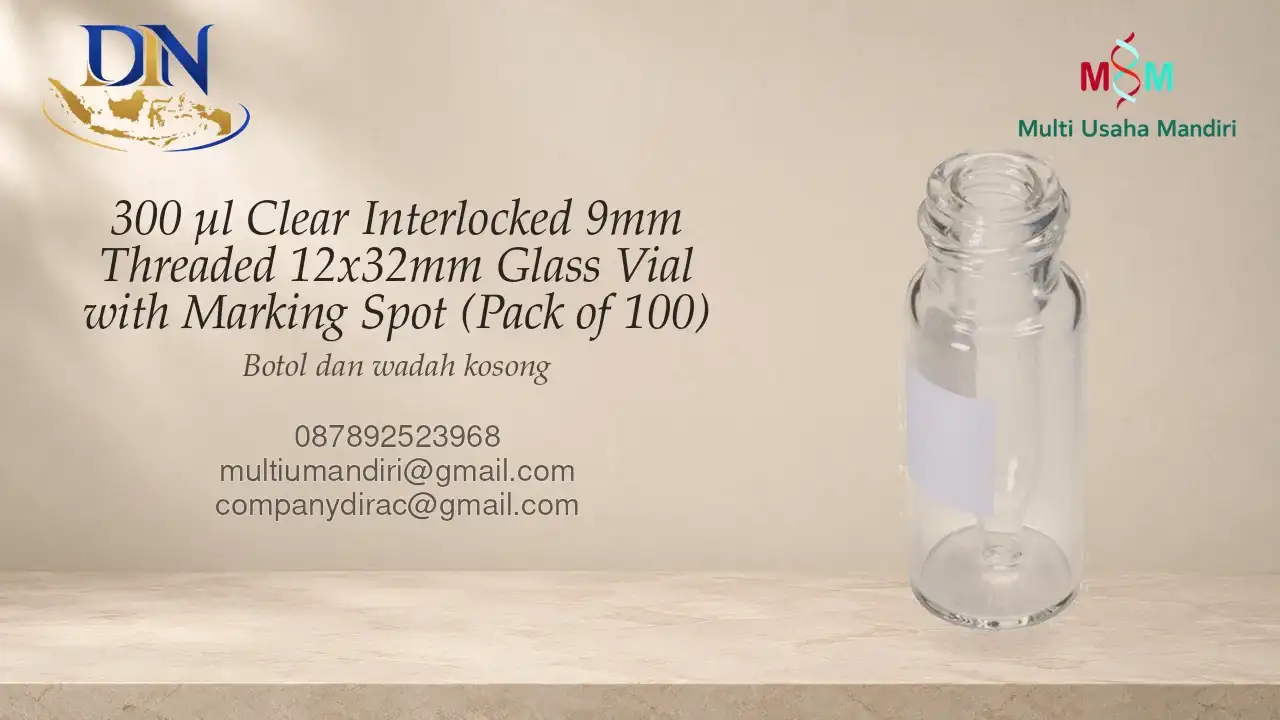 DIN
MSM
Multi Usaha Mandiri
300 µl Clear Interlocked 9mm
Threaded 12x32mm Glass Vial
with Marking Spot (Pack of 100)
Botol dan wadah kosong
087892523968
multiumandiri@gmail.com
companydirac@gmail.com